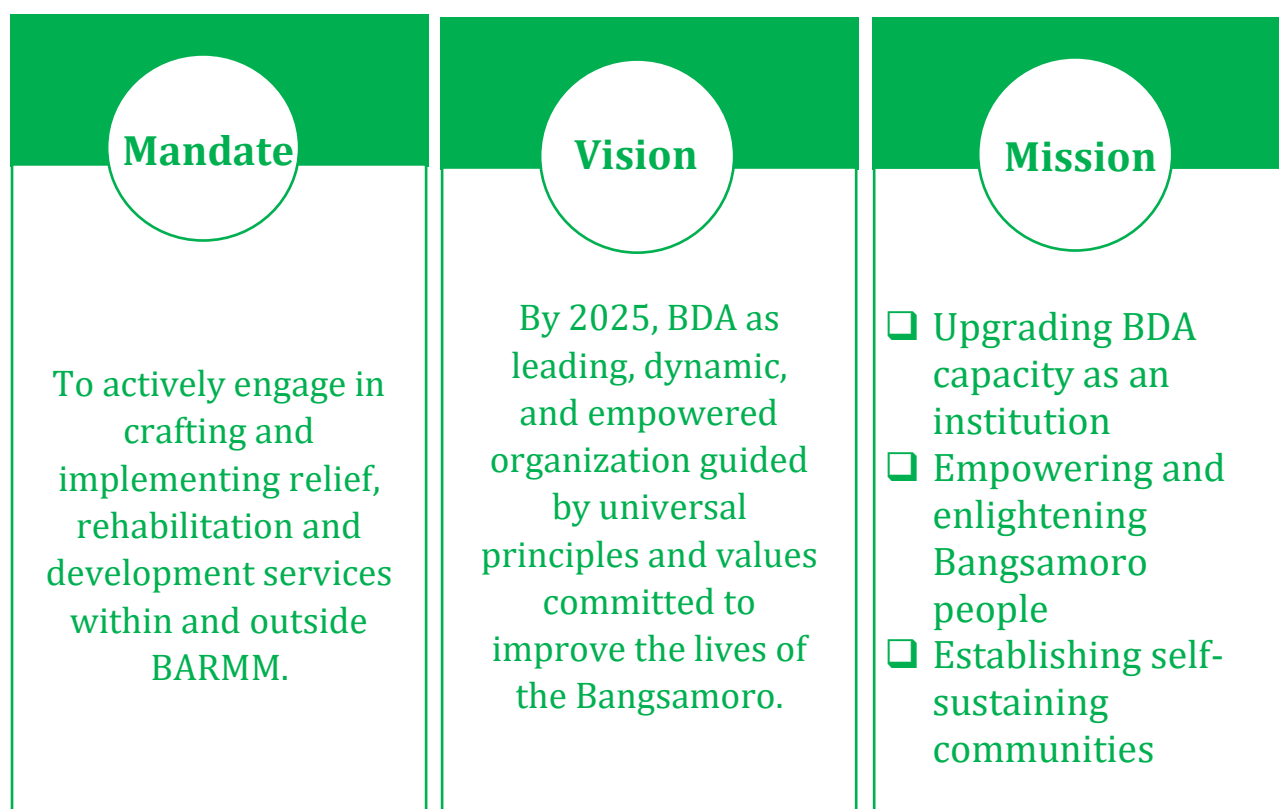 Mandate
To actively engage in
crafting and
implementing relief,
rehabilitation and
development services
within and outside
BARMM.
Vision
By 2025, BDA as
leading, dynamic,
and empowered
organization guided
by universal
principles and values
committed to
improve the lives of
the Bangsamoro.
Mission
❑ Upgrading BDA
capacity as an
institution
❑ Empowering and
enlightening
Bangsamoro
people
❑ Establishing self-
sustaining
communities